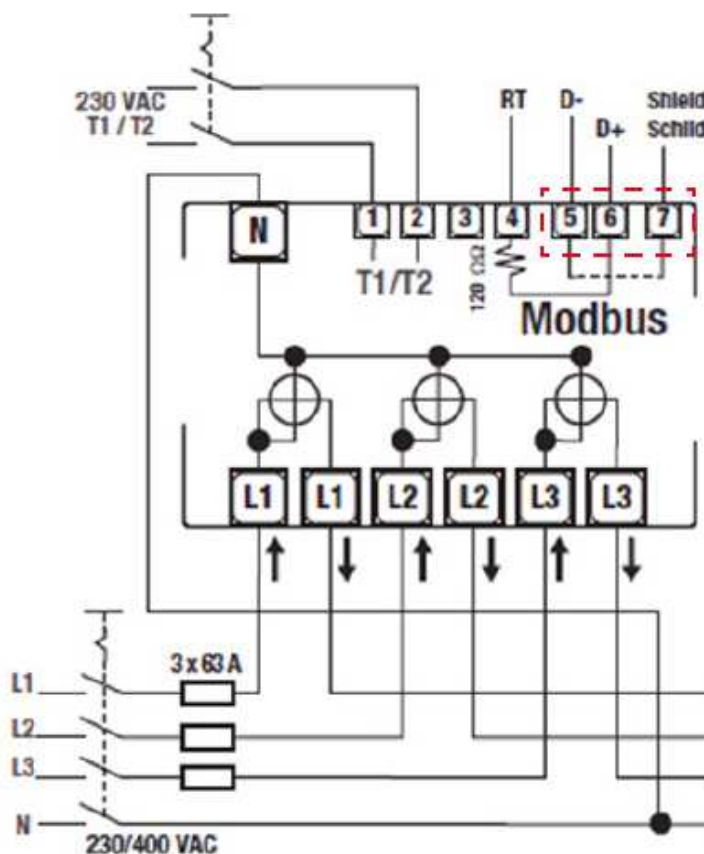 230 VAC
T1 / T2
RT D- Shield
D+ Schild
N 1 2 3 4 5 6 7
T1/T2
120 ΩΩ
Modbus
L1 L1 L2 L2 L3 L3
3 x 63 A
L1
L2
L3
N
230/400 VAC